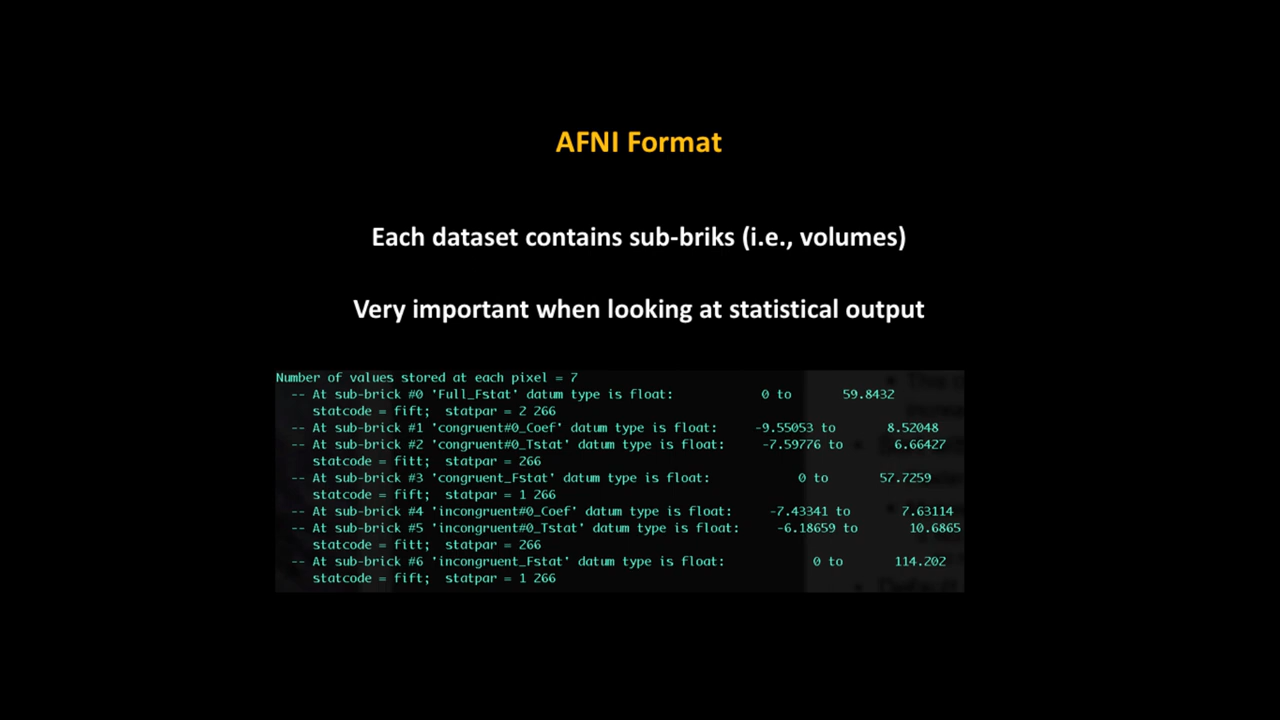 AFNI Format
Each dataset contains sub-briks (i.e., volumes)
Very important when looking at statistical output
Number of values stored at each pixel = 7
-- At sub-brick #0 'Full_Fstat' datum type is float: 0 to 59.8432
statcode = fift; statpar = 2 266
-- At sub-brick #1 'congruent#0_Coef' datum type is float: -9.55053 to 8.52048
-- At sub-brick #2 'congruent#0_Tstat' datum type is float: -7.59776 to 6.66427
statcode = fitt; statpar = 266
-- At sub-brick #3 'congruent_Fstat' datum type is float: 0 to 57.7259
statcode = fift; statpar = 1 266
-- At sub-brick #4 'incongruent#0_Coef' datum type is float: -7.43341 to 7.63114
-- At sub-brick #5 'incongruent#0_Tstat' datum type is float: -6.18659 to 10.6865
statcode = fitt; statpar = 266
-- At sub-brick #6 'incongruent_Fstat' datum type is float: 0 to 114.202
statcode = fift; statpar = 1 266